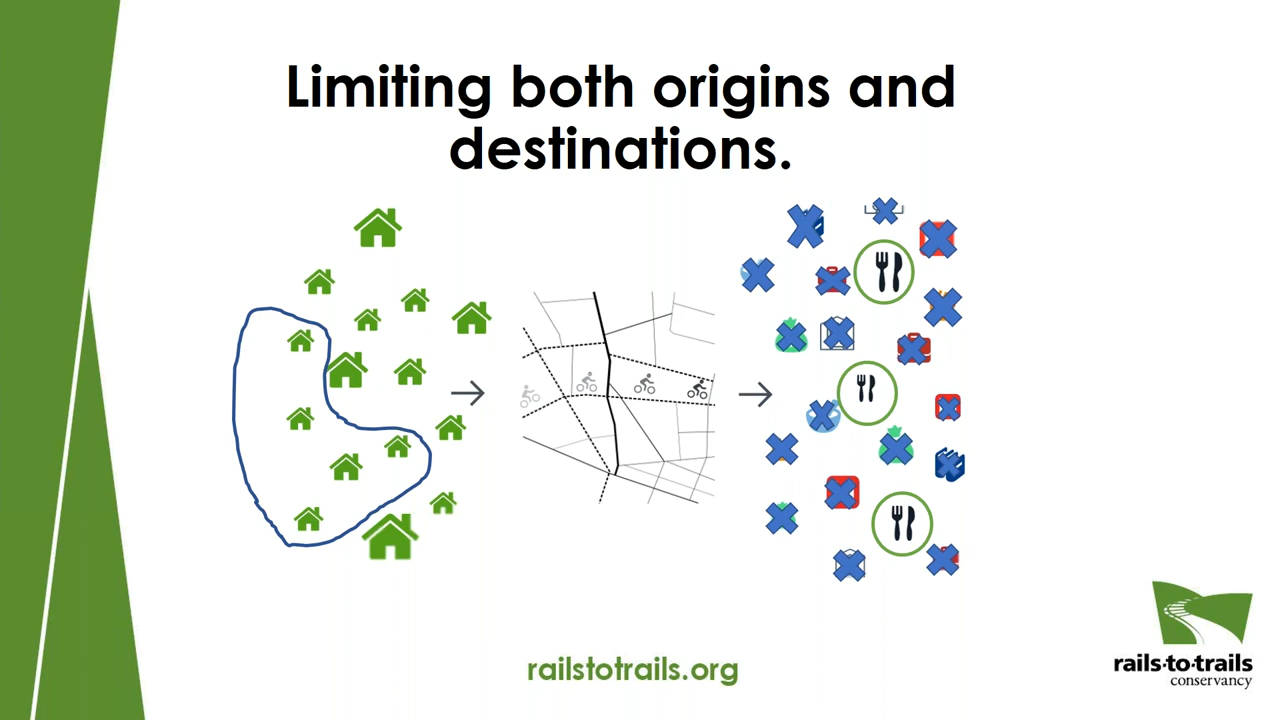 Limiting both origins and
destinations.
railstotrails.org
rails·to·trails
conservancy